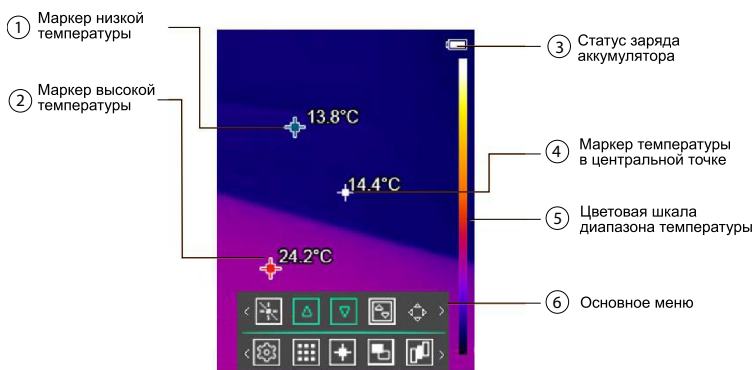 1 Маркер низкой
температуры
2 Маркер высокой
температуры
13.8°C
14.4°C
24.2°C
3 Статус заряда
аккумулятора
4 Маркер температуры
в центральной точке
5 Цветовая шкала
диапазона температуры
6 Основное меню